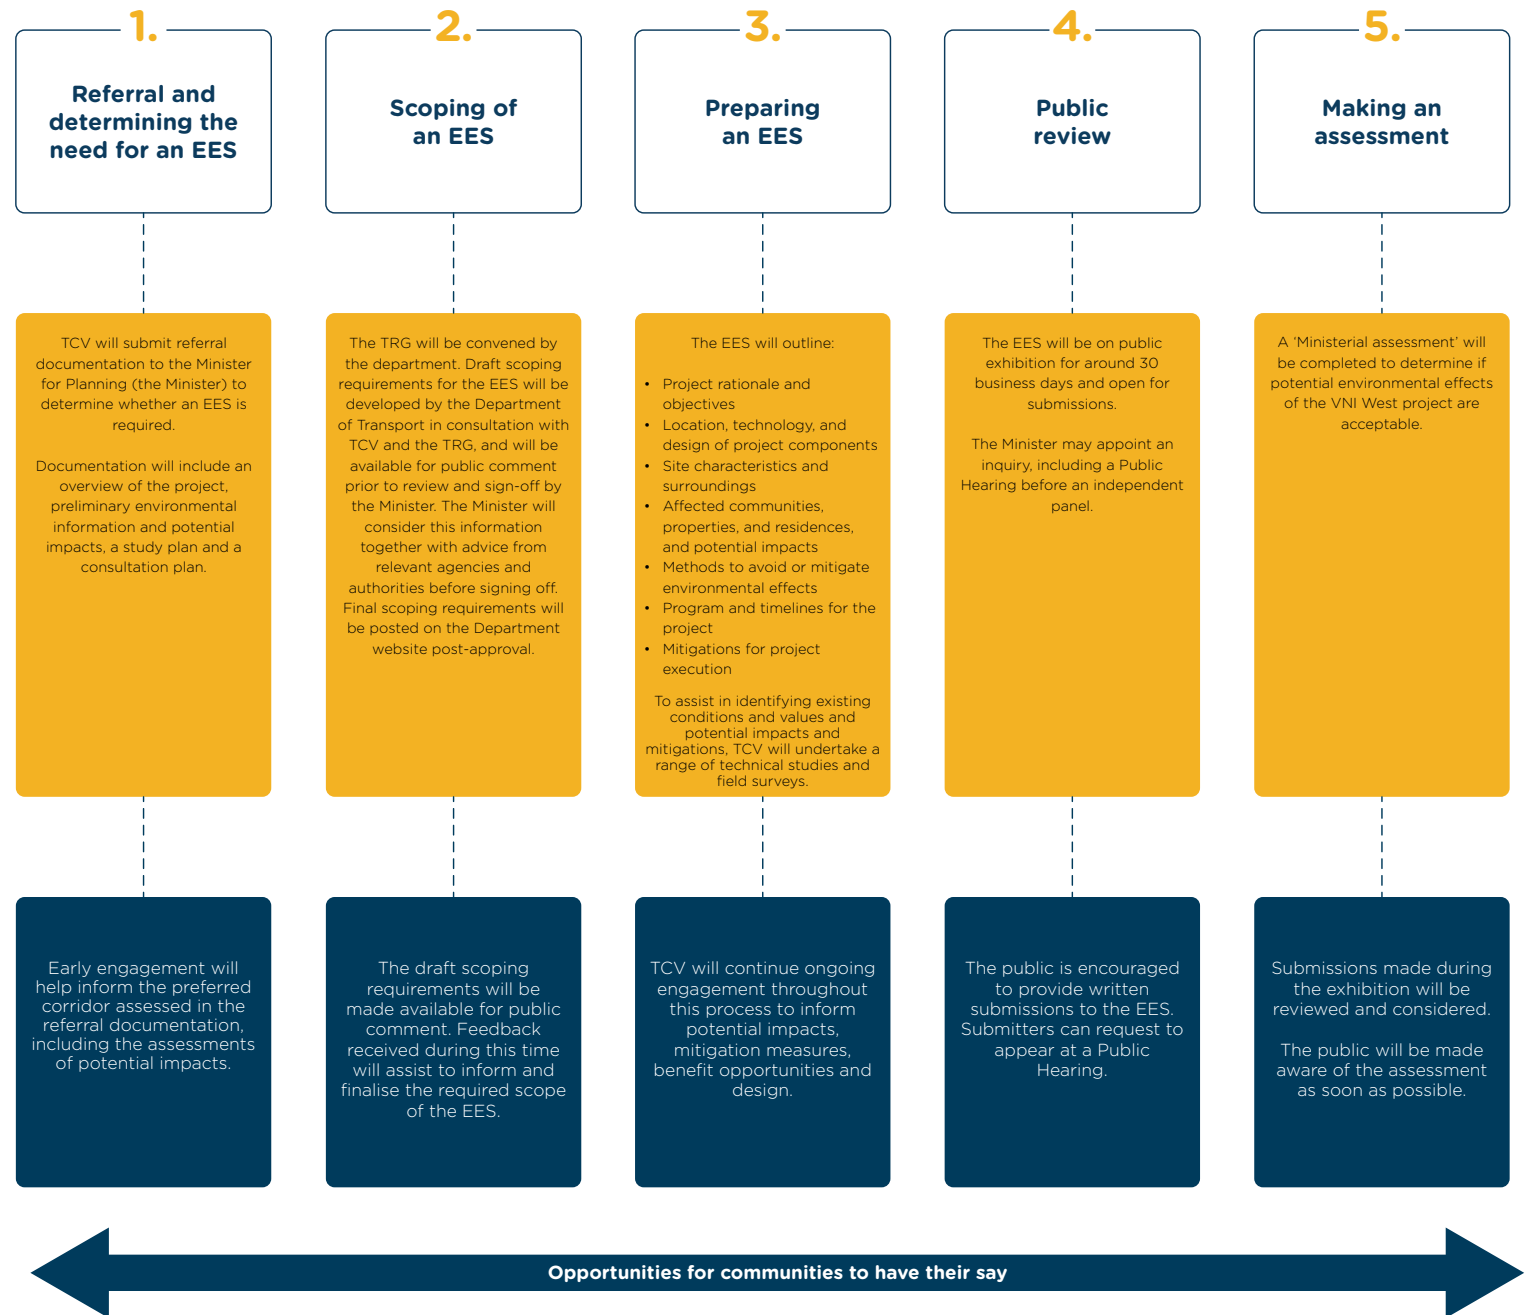 1.
Referral and
determining the
need for an EES
TCV will submit referral
documentation to the Minister
for Planning (the Minister) to
determine whether an EES is
required.
Documentation will include an
overview of the project,
preliminary environmental
information and potential
impacts, a study plan and a
consultation plan.
Early engagement will
help inform the preferred
corridor assessed in the
referral documentation,
including the assessments
of potential impacts.
2.
Scoping of
an EES
The TRG will be convened by
the department. Draft scoping
requirements for the EES will be
developed by the Department
of Transport in consultation with
TCV and the TRG, and will be
available for public comment
prior to review and sign-off by
the Minister. The Minister will
consider this information
together with advice from
relevant agencies and
authorities before signing off.
Final scoping requirements will
be posted on the Department
website post-approval.
The draft scoping
requirements will be
made available for public
comment. Feedback
received during this time
will assist to inform and
finalise the required scope
of the EES.
3.
Preparing
an EES
The EES will outline:
• Project rationale and
objectives
• Location, technology, and
design of project components
• Site characteristics and
surroundings
• Affected communities,
properties, and residences,
and potential impacts
• Methods to avoid or mitigate
environmental effects
• Program and timelines for the
project
• Mitigations for project
execution
To assist in identifying existing
conditions and values and
potential impacts and
mitigations, TCV will undertake a
range of technical studies and
field surveys.
TCV will continue ongoing
engagement throughout
this process to inform
potential impacts,
mitigation measures,
benefit opportunities and
design.
4.
Public
review
The EES will be on public
exhibition for around 30
business days and open for
submissions.
The Minister may appoint an
inquiry, including a Public
Hearing before an independent
panel.
The public is encouraged
to provide written
submissions to the EES.
Submitters can request to
appear at a Public
Hearing.
5.
Making an
assessment
A ‘Ministerial assessment’ will
be completed to determine if
potential environmental effects
of the VNI West project are
acceptable.
Submissions made during
the exhibition will be
reviewed and considered.
The public will be made
aware of the assessment
as soon as possible.
Opportunities for communities to have their say